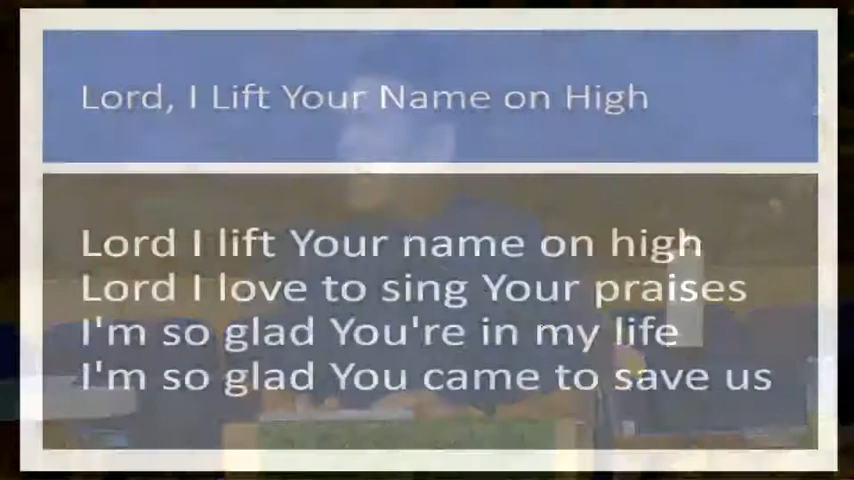 Lord, I Lift Your Name on High
Lord I lift Your name on high
Lord I love to sing Your praises
I'm so glad You're in my life
I'm so glad You came to save us